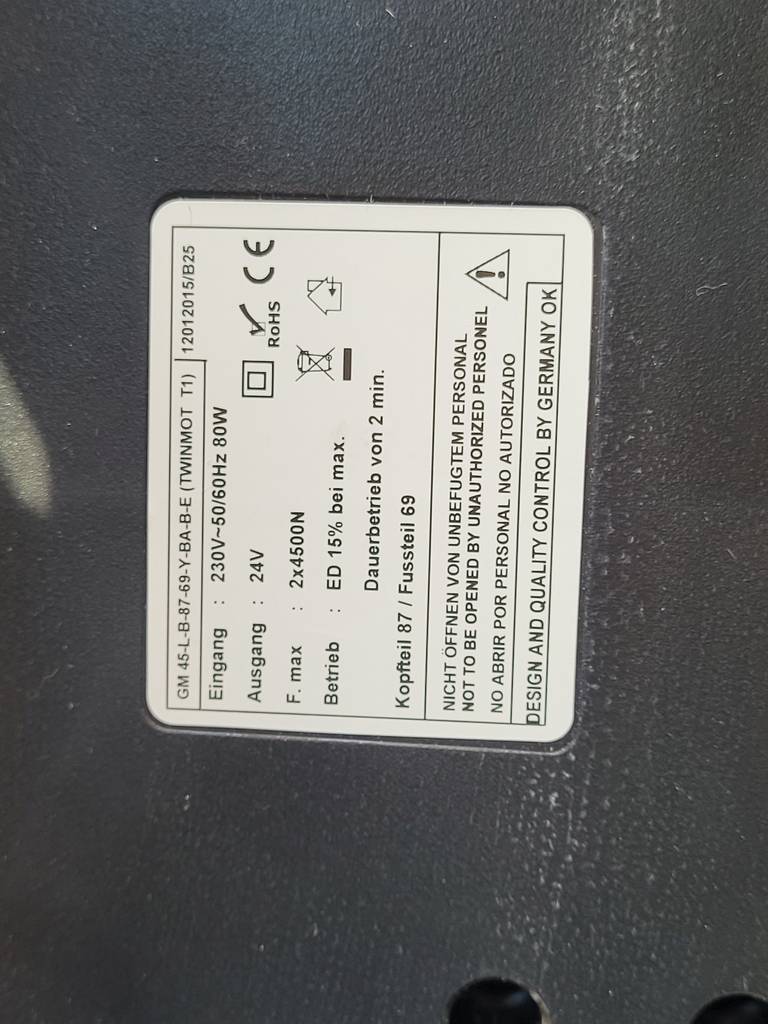 GM 45-L-B-87-69-Y-BA-B-E (TWINMOT T1) 12012015/B25
Eingang : 230V~50/60Hz 80W
Ausgang : 24V
RoHS CE
F. max : 2x4500N
Betrieb : ED 15% bei max.
Dauerbetrieb von 2 min.
Kopfteil 87 / Fussteil 69
NICHT ÖFFNEN VON UNBEFUGTEM PERSONAL
NOT TO BE OPENED BY UNAUTHORIZED PERSONEL
NO ABRIR POR PERSONAL NO AUTORIZADO
DESIGN AND QUALITY CONTROL BY GERMANY OK